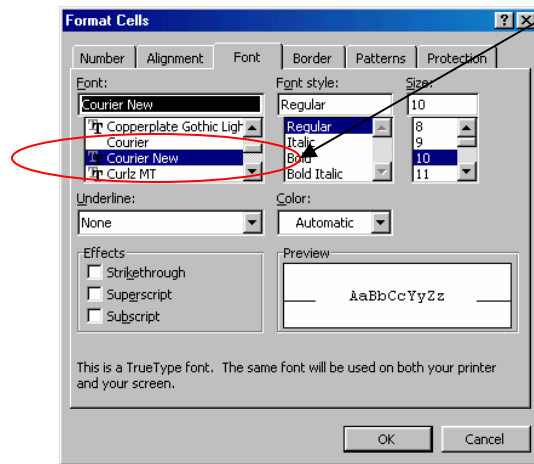 Format Cells
Number Alignment Font Border Patterns Protection
Font: Font style: Size:
Courier New Regular 10
Copperplate Gothic Ligh Regular 8
Courier Italic 9
Courier New Bold 10
Curlz MT Bold Italic 11
Underline: Color:
None Automatic
Effects Preview
Strikethrough
Superscript AaBbCcYyZz
Subscript
This is a TrueType font. The same font will be used on both your printer
and your screen.
OK Cancel